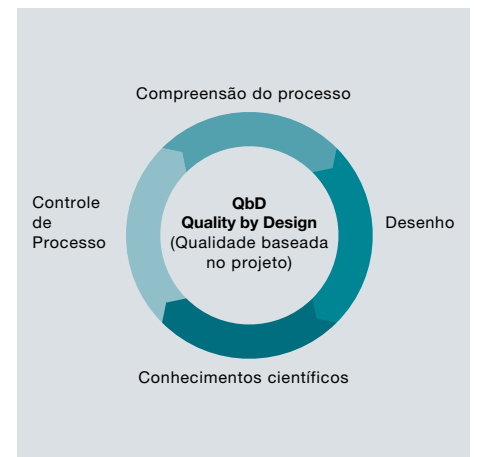 Compreensão do processo
Controle
de
Processo
QbD
Quality by Design
(Qualidade baseada
no projeto)
Desenho
Conhecimentos científicos